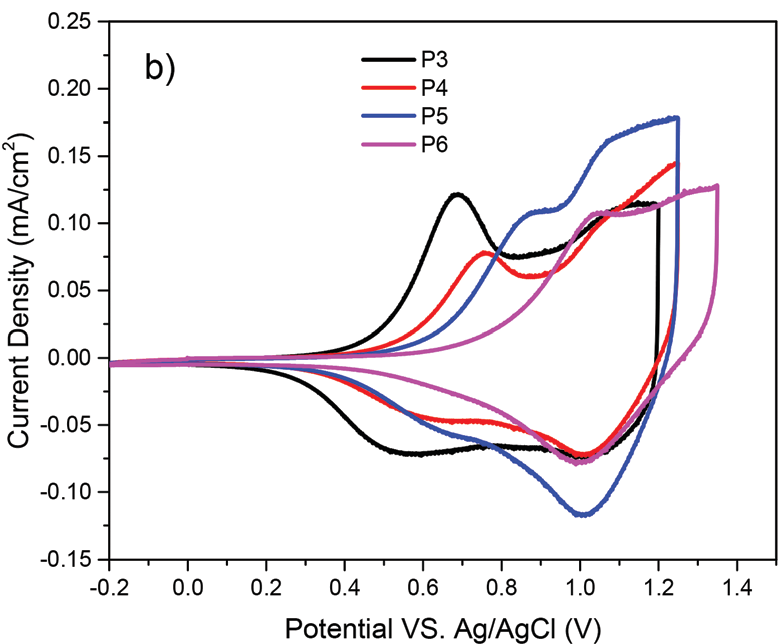 b)
P3
P4
P5
P6
0.25
0.20
0.15
0.10
0.05
0.00
-0.05
-0.10
-0.15
Current Density (mA/cm²)
-0.2 0.0 0.2 0.4 0.6 0.8 1.0 1.2 1.4
Potential VS. Ag/AgCl (V)